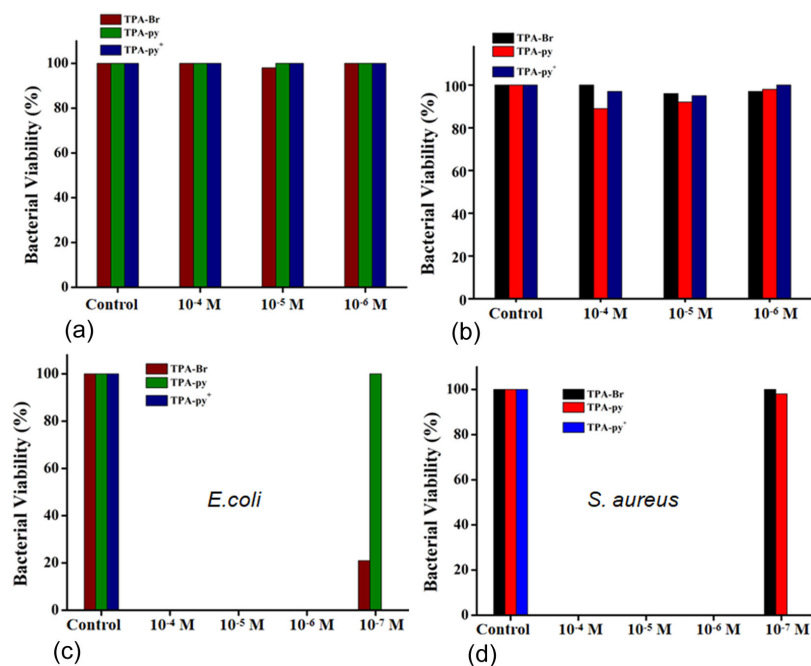 TPA-Br
TPA-py
TPA-py⁺
Bacterial Viability (%)
100
80
60
40
20
0
Control 10⁻⁴ M 10⁻⁵ M 10⁻⁶ M
(a)
TPA-Br
TPA-py
TPA-py⁺
Bacterial Viability (%)
100
80
60
40
20
0
Control 10⁻⁴ M 10⁻⁵ M 10⁻⁶ M
(b)
TPA-Br
TPA-py
TPA-py⁺
Bacterial Viability (%)
100
80
60
40
20
0
E.coli
Control 10⁻⁴ M 10⁻⁵ M 10⁻⁶ M 10⁻⁷ M
(c)
TPA-Br
TPA-py
TPA-py⁺
Bacterial Viability (%)
100
80
60
40
20
0
S. aureus
Control 10⁻⁴ M 10⁻⁵ M 10⁻⁶ M 10⁻⁷ M
(d)